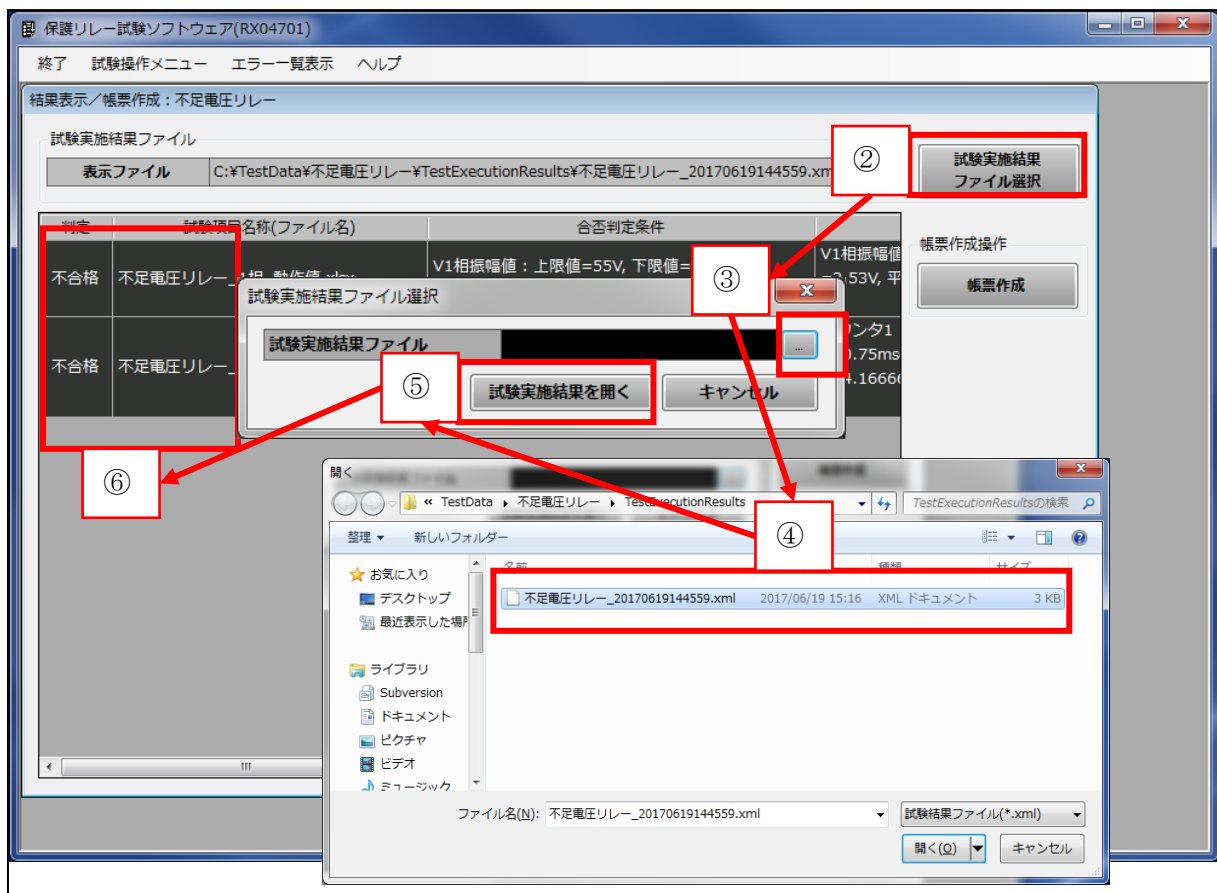 保護リレー試験ソフトウェア(RX04701)
終了 試験操作メニュー エラー一覧表示 ヘルプ
結果表示／帳票作成：不足電圧リレー
試験実施結果ファイル
表示ファイル C:¥TestData¥不足電圧リレー¥TestExecutionResults¥不足電圧リレー_20170619144559.xm
②
試験実施結果
ファイル選択
判定 試験項目名称(ファイル名) 合否判定条件
帳票作成操作
帳票作成
不合格 不足電圧リレー_1相_動作値.xlsx V1相振幅値：上限値=55V, 下限値=
V1相振幅値
=2.53V, 平
③
試験実施結果ファイル選択
試験実施結果ファイル ...
不合格 不足電圧リレー_
0.75ms
4.16666
⑤
試験実施結果を開く キャンセル
⑥
開く
« TestData 不足電圧リレー TestExecutionResults TestExecutionResultsの検索
④
整理 新しいフォルダー
名前 種類 サイズ
お気に入り
デスクトップ
最近表示した場所
不足電圧リレー_20170619144559.xml 2017/06/19 15:16 XML ドキュメント 3 KB
ライブラリ
Subversion
ドキュメント
ピクチャ
ビデオ
ミュージック
ファイル名(N): 不足電圧リレー_20170619144559.xml 試験結果ファイル(*.xml)
開く(O) キャンセル